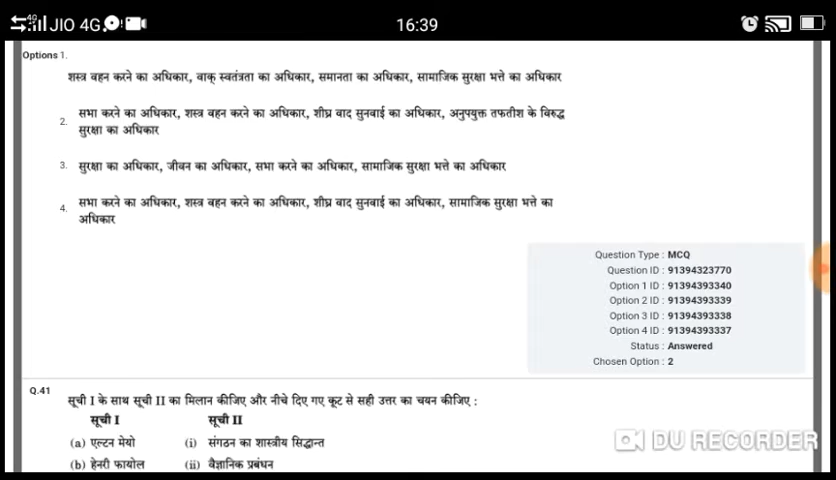 4G JIO 4G 16:39
Options 1.
शस्त्र वहन करने का अधिकार, वाक् स्वतंत्रता का अधिकार, समानता का अधिकार, सामाजिक सुरक्षा भत्ते का अधिकार
सभा करने का अधिकार, शस्त्र वहन करने का अधिकार, शीघ्र वाद सुनवाई का अधिकार, अनुपयुक्त तफतीश के विरुद्ध
2.
सुरक्षा का अधिकार
3. सुरक्षा का अधिकार, जीवन का अधिकार, सभा करने का अधिकार, सामाजिक सुरक्षा भत्ते का अधिकार
सभा करने का अधिकार, शस्त्र वहन करने का अधिकार, शीघ्र वाद सुनवाई का अधिकार, सामाजिक सुरक्षा भत्ते का
4.
अधिकार
Question Type : MCQ
Question ID : 91394323770
Option 1 ID : 91394393340
Option 2 ID : 91394393339
Option 3 ID : 91394393338
Option 4 ID : 91394393337
Status : Answered
Chosen Option : 2
Q.41
सूची I के साथ सूची II का मिलान कीजिए और नीचे दिए गए कूट से सही उत्तर का चयन कीजिए :
सूची I सूची II
(a) एल्टन मेयो (i) संगठन का शास्त्रीय सिद्धान्त
(b) हेनरी फायोल (ii) वैज्ञानिक प्रबंधन
DU RECORDER